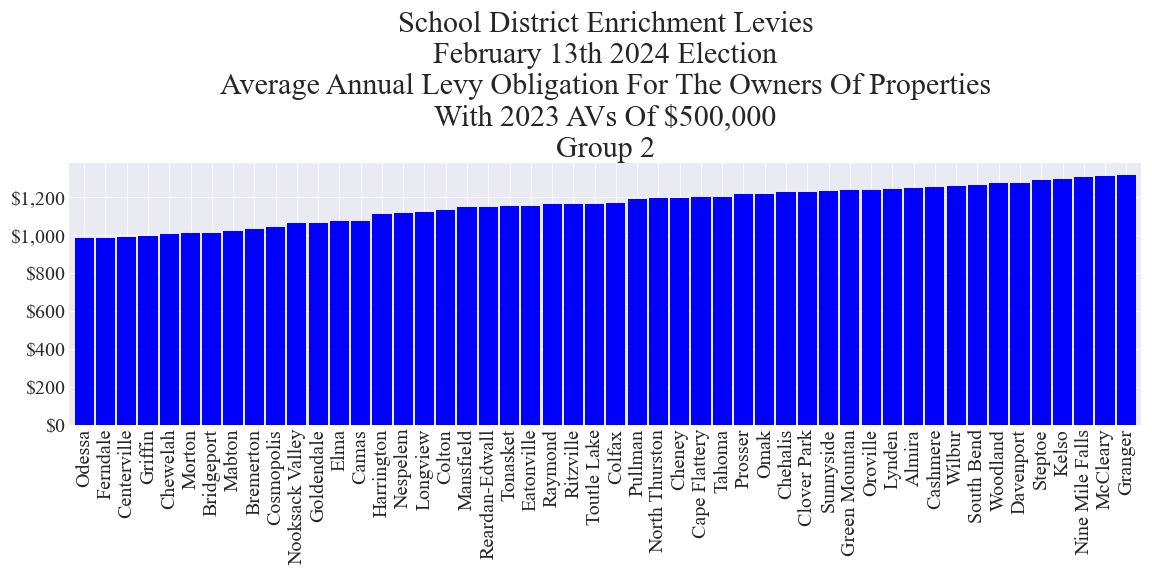 School District Enrichment Levies
February 13th 2024 Election
Average Annual Levy Obligation For The Owners Of Properties
With 2023 AVs Of $500,000
Group 2
$1,200
$1,000
$800
$600
$400
$200
$0
Odessa
Ferndale
Centerville
Griffin
Chewelah
Morton
Bridgeport
Mabton
Bremerton
Cosmopolis
Nooksack Valley
Goldendale
Elma
Camas
Harrington
Nespelem
Longview
Colton
Mansfield
Reardan-Edwall
Tonasket
Eatonville
Raymond
Ritzville
Toutle Lake
Colfax
Pullman
North Thurston
Cheney
Cape Flattery
Tahoma
Prosser
Omak
Chehalis
Clover Park
Sunnyside
Green Mountain
Oroville
Lynden
Almira
Cashmere
Wilbur
South Bend
Woodland
Davenport
Steptoe
Kelso
Nine Mile Falls
McCleary
Granger